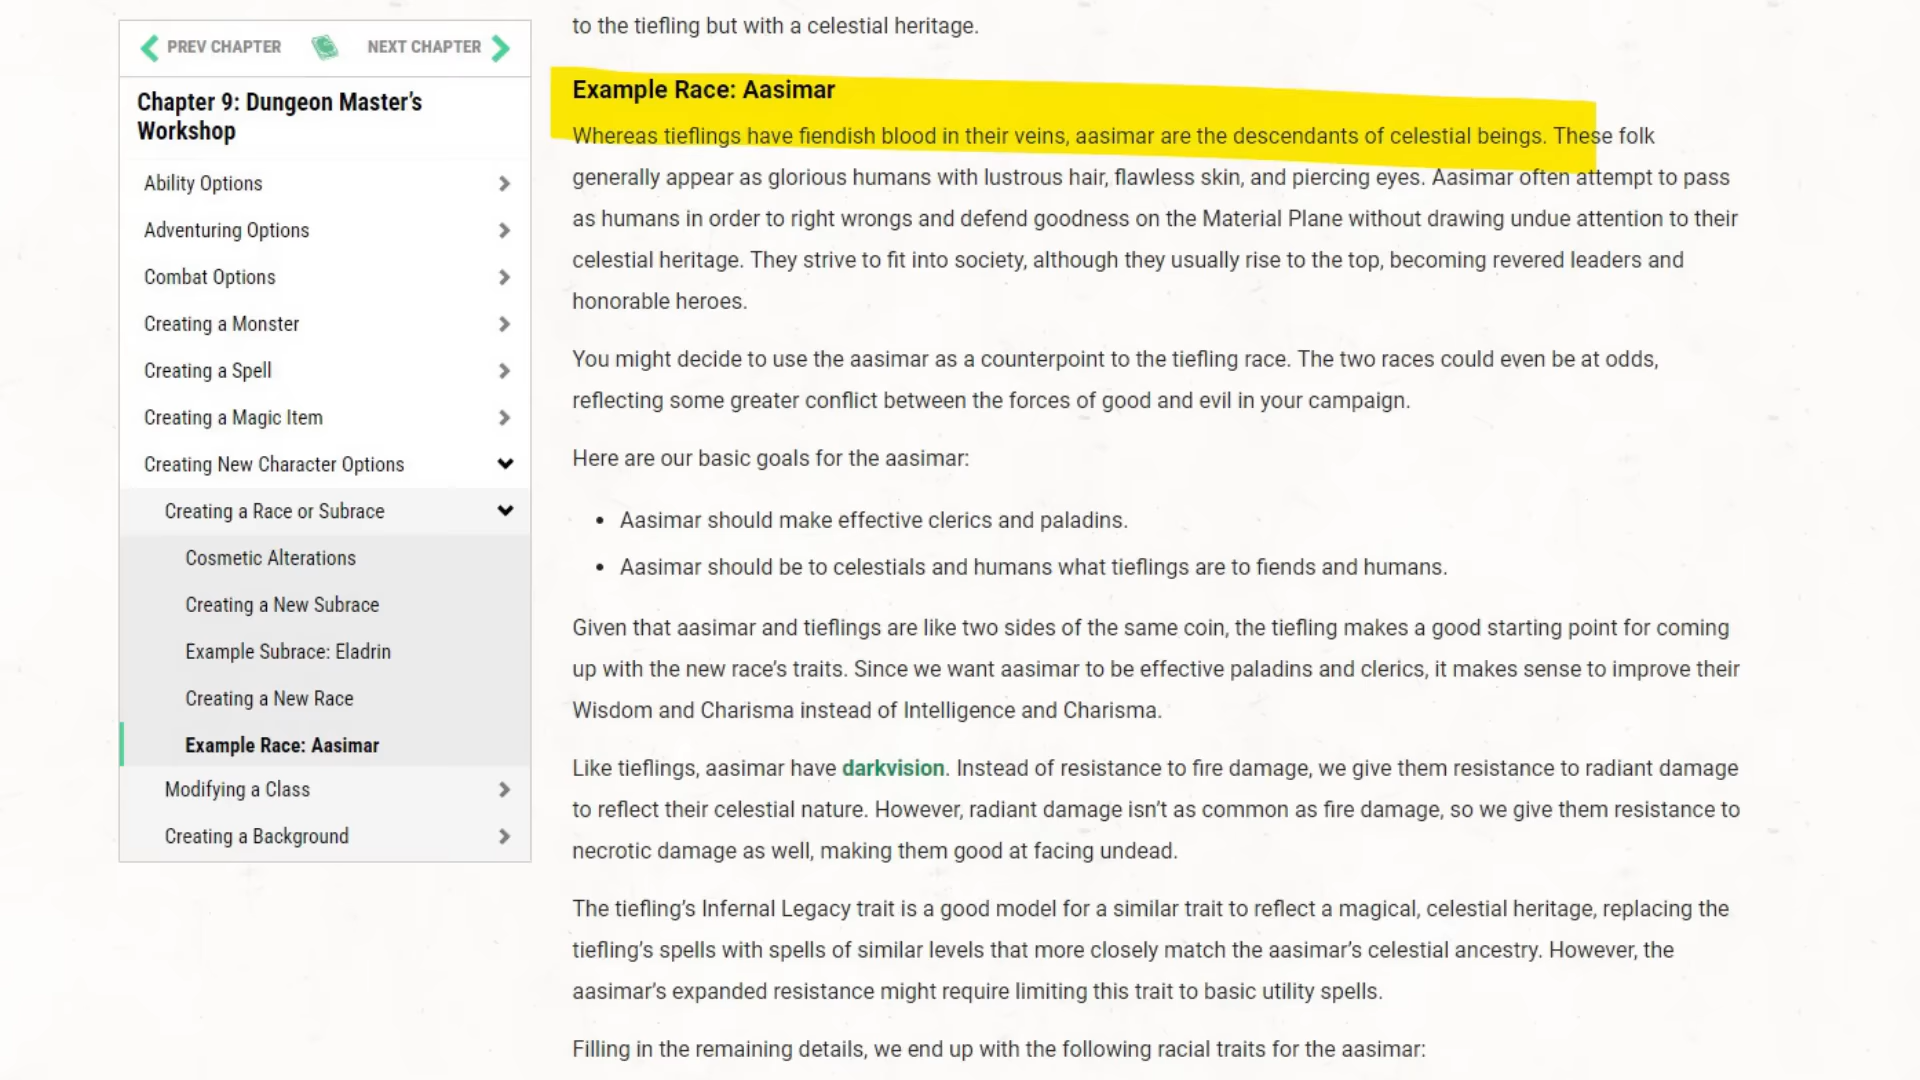 PREV CHAPTER
NEXT CHAPTER
Chapter 9: Dungeon Master's
Workshop
Ability Options
Adventuring Options
Combat Options
Creating a Monster
Creating a Spell
Creating a Magic Item
Creating New Character Options
Creating a Race or Subrace
Cosmetic Alterations
Creating a New Subrace
Example Subrace: Eladrin
Creating a New Race
Example Race: Aasimar
Modifying a Class
Creating a Background
to the tiefling but with a celestial heritage.
Example Race: Aasimar
Whereas tieflings have fiendish blood in their veins, aasimar are the descendants of celestial beings. These folk
generally appear as glorious humans with lustrous hair, flawless skin, and piercing eyes. Aasimar often attempt to pass
as humans in order to right wrongs and defend goodness on the Material Plane without drawing undue attention to their
celestial heritage. They strive to fit into society, although they usually rise to the top, becoming revered leaders and
honorable heroes.
You might decide to use the aasimar as a counterpoint to the tiefling race. The two races could even be at odds,
reflecting some greater conflict between the forces of good and evil in your campaign.
Here are our basic goals for the aasimar:
• Aasimar should make effective clerics and paladins.
• Aasimar should be to celestials and humans what tieflings are to fiends and humans.
Given that aasimar and tieflings are like two sides of the same coin, the tiefling makes a good starting point for coming
up with the new race's traits. Since we want aasimar to be effective paladins and clerics, it makes sense to improve their
Wisdom and Charisma instead of Intelligence and Charisma.
Like tieflings, aasimar have darkvision. Instead of resistance to fire damage, we give them resistance to radiant damage
to reflect their celestial nature. However, radiant damage isn't as common as fire damage, so we give them resistance to
necrotic damage as well, making them good at facing undead.
The tiefling's Infernal Legacy trait is a good model for a similar trait to reflect a magical, celestial heritage, replacing the
tiefling's spells with spells of similar levels that more closely match the aasimar's celestial ancestry. However, the
aasimar's expanded resistance might require limiting this trait to basic utility spells.
Filling in the remaining details, we end up with the following racial traits for the aasimar: